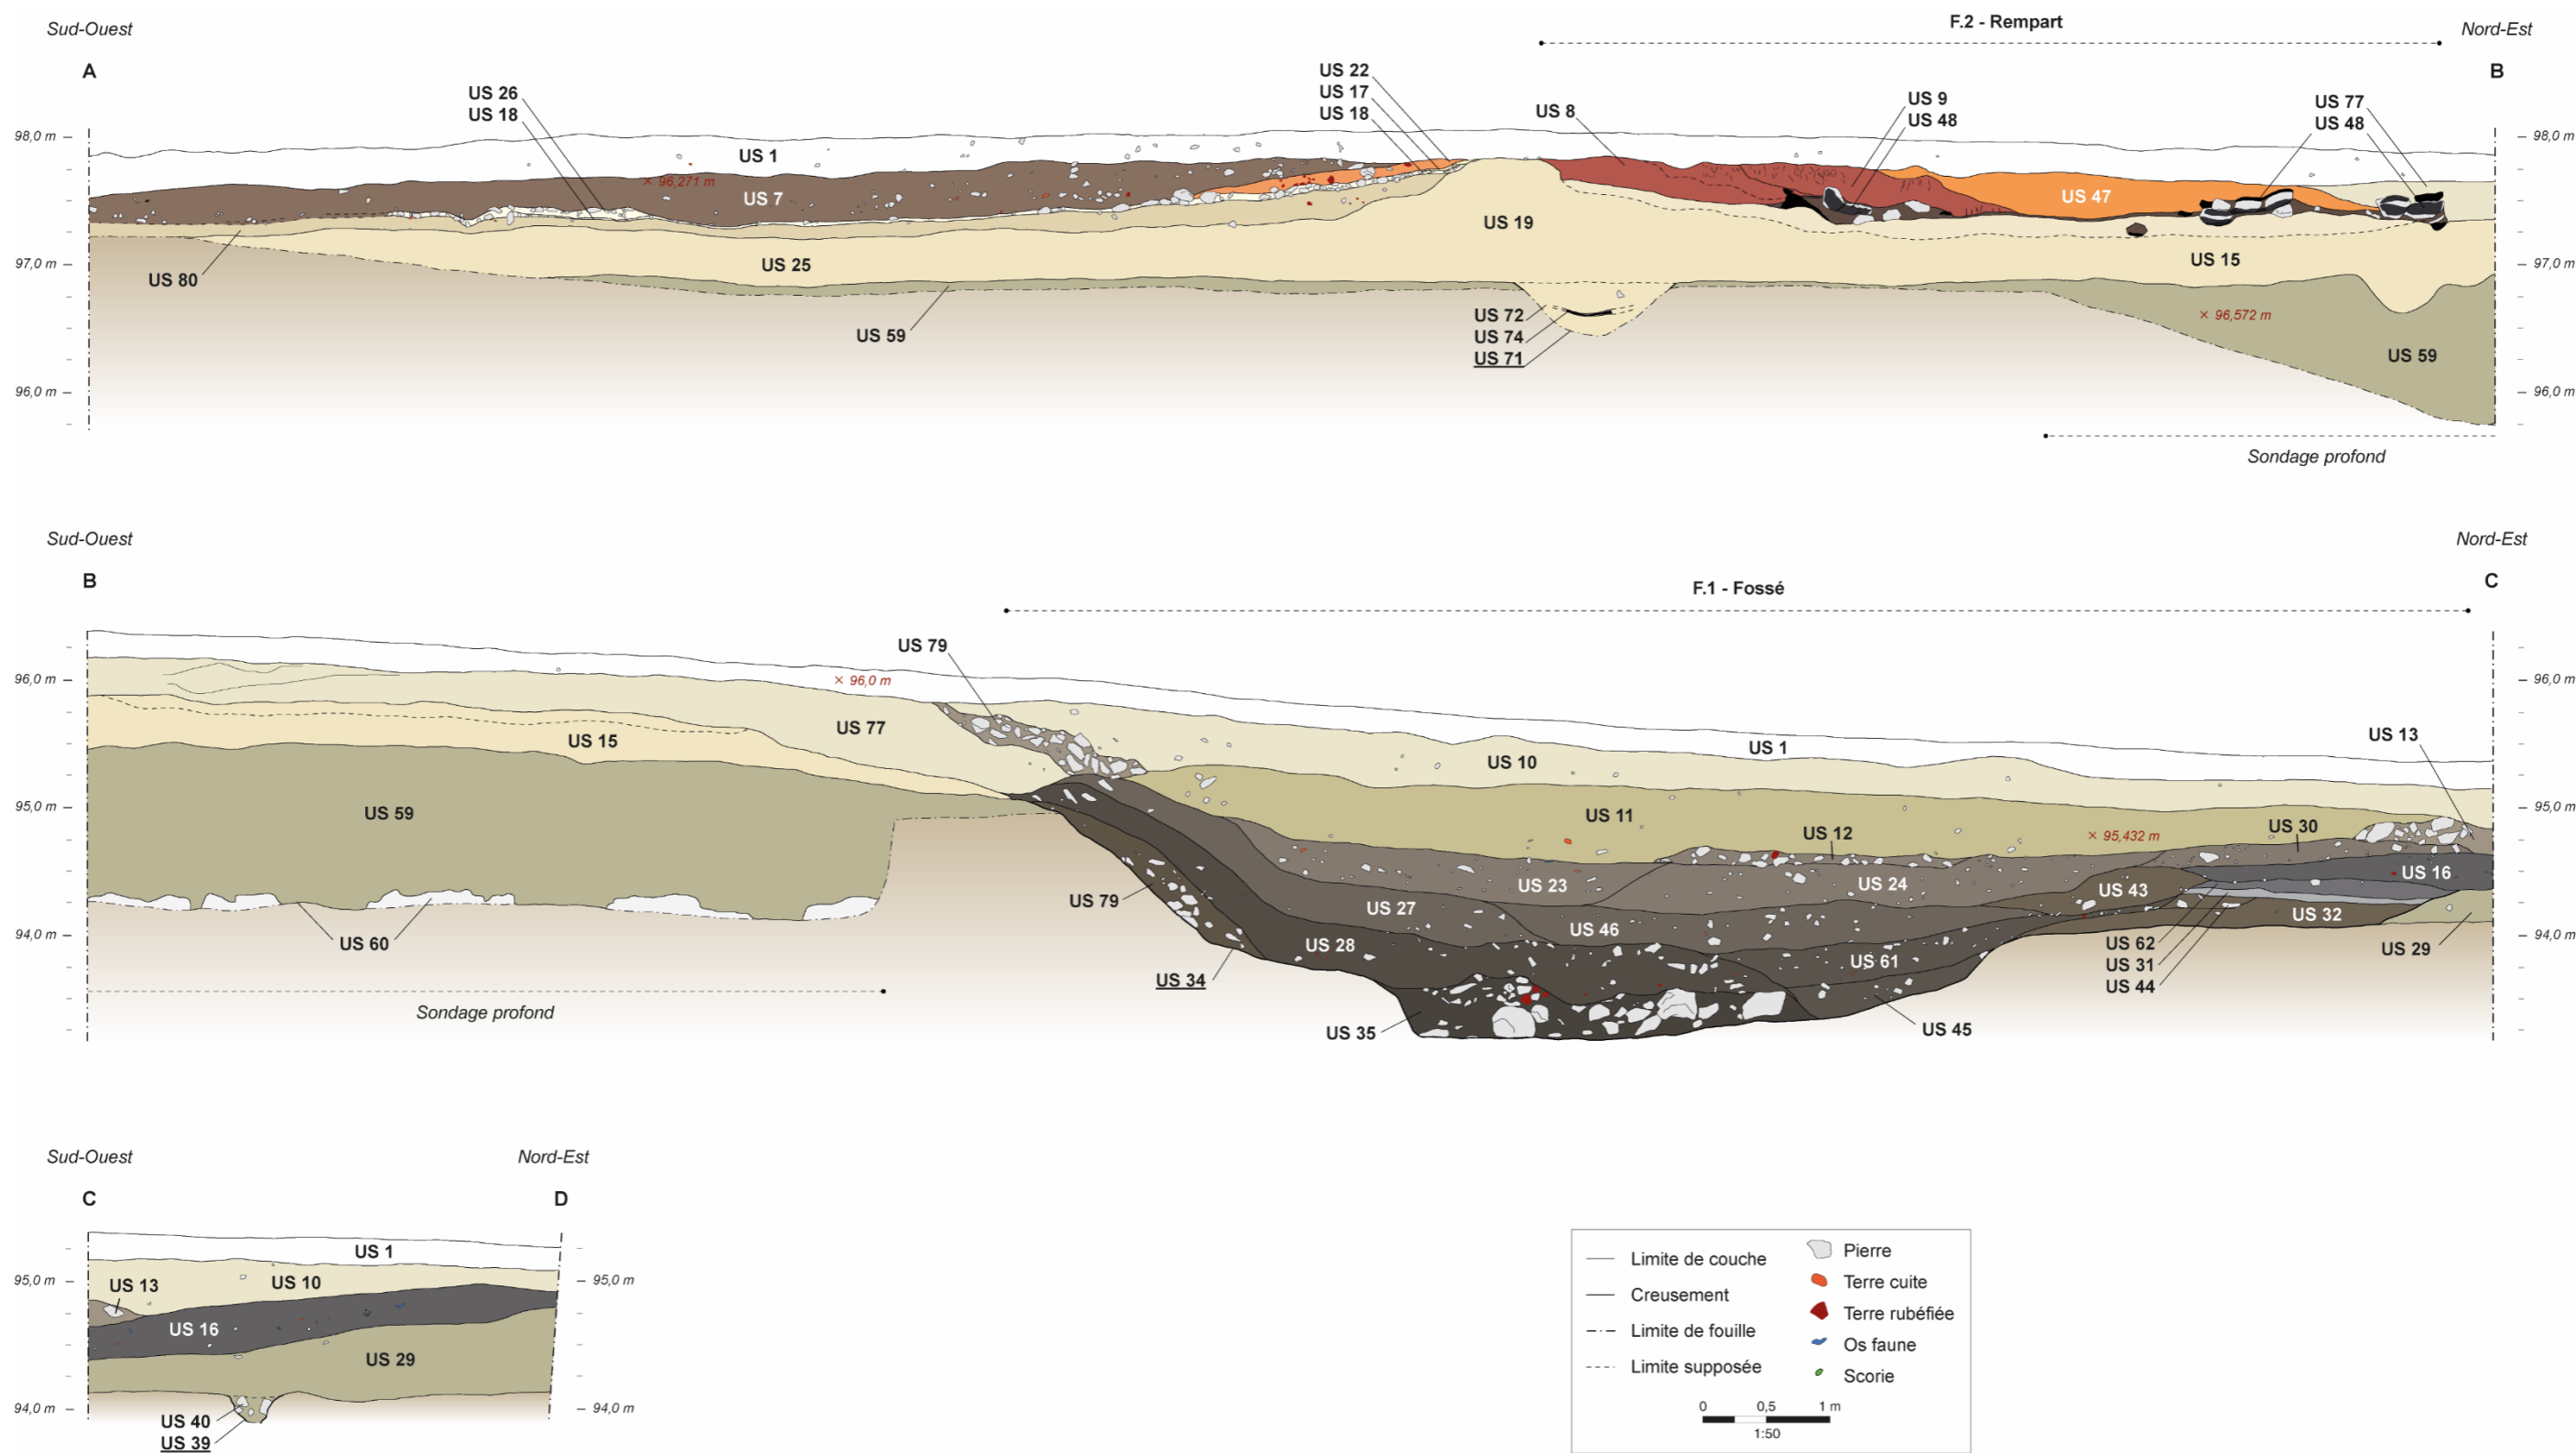 F.2 - Rempart
Sud-Ouest
Nord-Est
A
B
US 22
US 17
US 18
US 26
US 18
US 8
US 9
US 48
US 77
US 48
98,0 m
98,0 m
US 1
96,271 m
US 7
US 47
US 19
97,0 m
US 80
US 25
US 15
97,0 m
US 59
US 72
US 74
US 71
96,572 m
US 59
96,0 m
96,0 m
Sondage profond
Sud-Ouest
Nord-Est
B
C
F.1 - Fossé
US 79
96,0 m
96,0 m
96,0 m
US 77
US 15
US 1
US 13
US 10
95,0 m
US 59
US 11
US 12
95,432 m
US 30
95,0 m
US 23
US 24
US 43
US 16
US 79
US 27
US 46
US 32
94,0 m
US 60
US 28
US 61
US 62
US 31
US 44
US 29
94,0 m
US 34
Sondage profond
US 35
US 45
Sud-Ouest
Nord-Est
C
D
US 1
95,0 m
US 13
US 10
95,0 m
US 16
US 29
94,0 m
US 40
US 39
94,0 m
Limite de couche
Creusement
Limite de fouille
Limite supposée
Pierre
Terre cuite
Terre rubéfiée
Os faune
Scorie
0 0,5 1 m
1:50